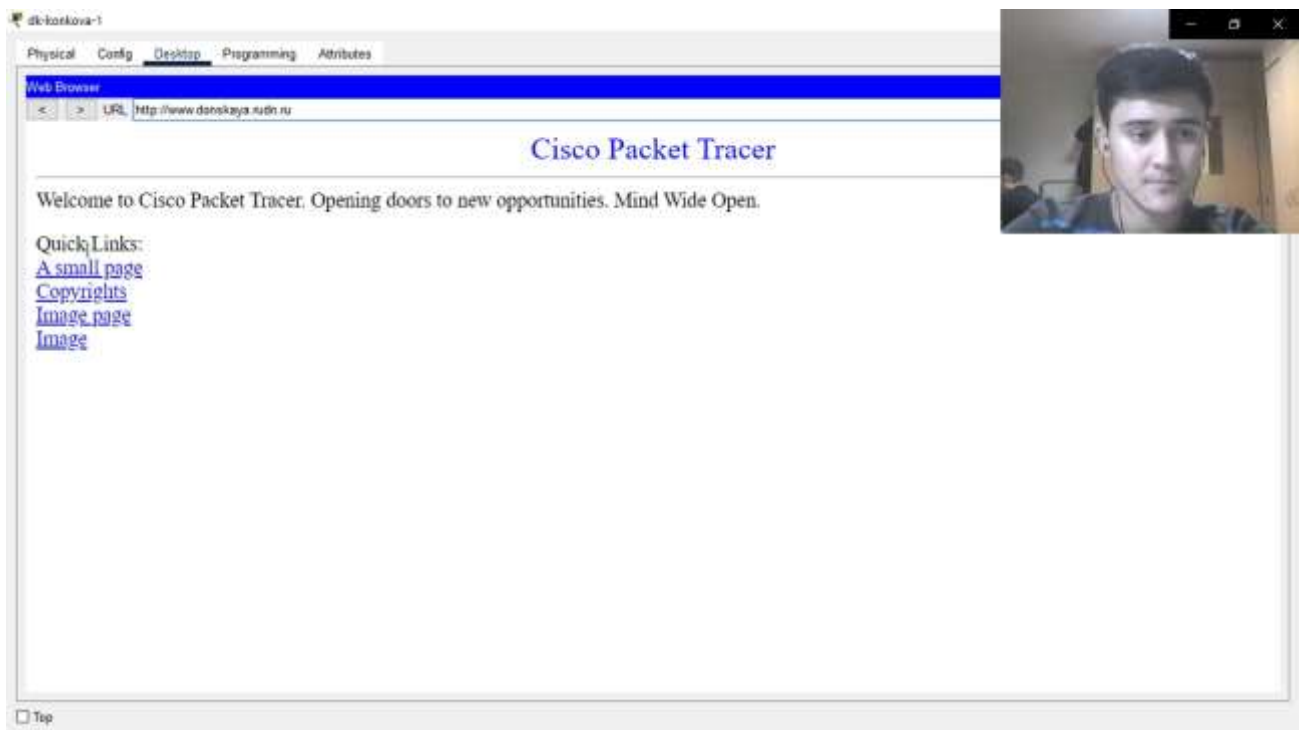 dk-konkova-1
Physical Config Desktop Programming Attributes
Web Browser
< > URL http://www.donskaya.rudn.ru
Cisco Packet Tracer
Welcome to Cisco Packet Tracer. Opening doors to new opportunities. Mind Wide Open.
Quick Links:
A small page
Copyrights
Image page
Image
Top